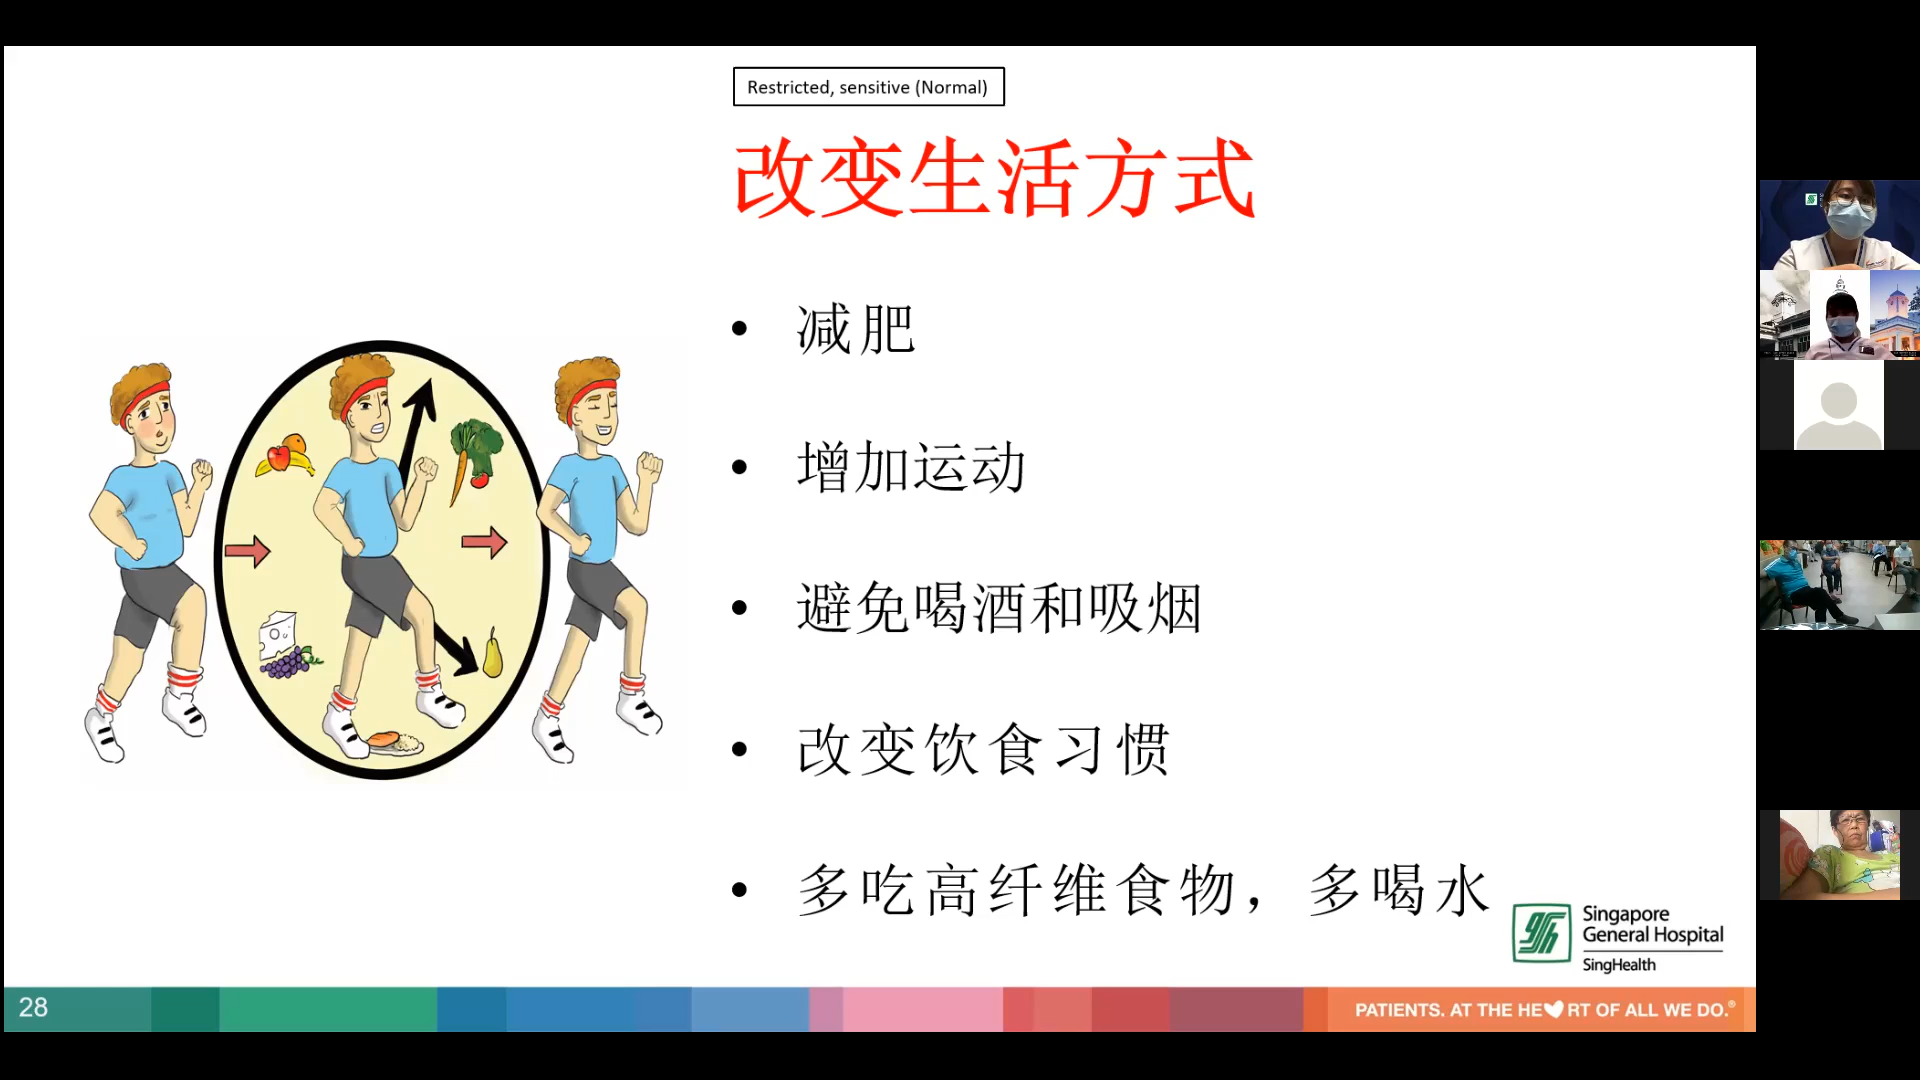 Restricted, sensitive (Normal)
改变生活方式
• 减肥
• 增加运动
• 避免喝酒和吸烟
• 改变饮食习惯
• 多吃高纤维食物，多喝水
Singapore
General Hospital
SingHealth
28
PATIENTS. AT THE HE RT OF ALL WE DO.®